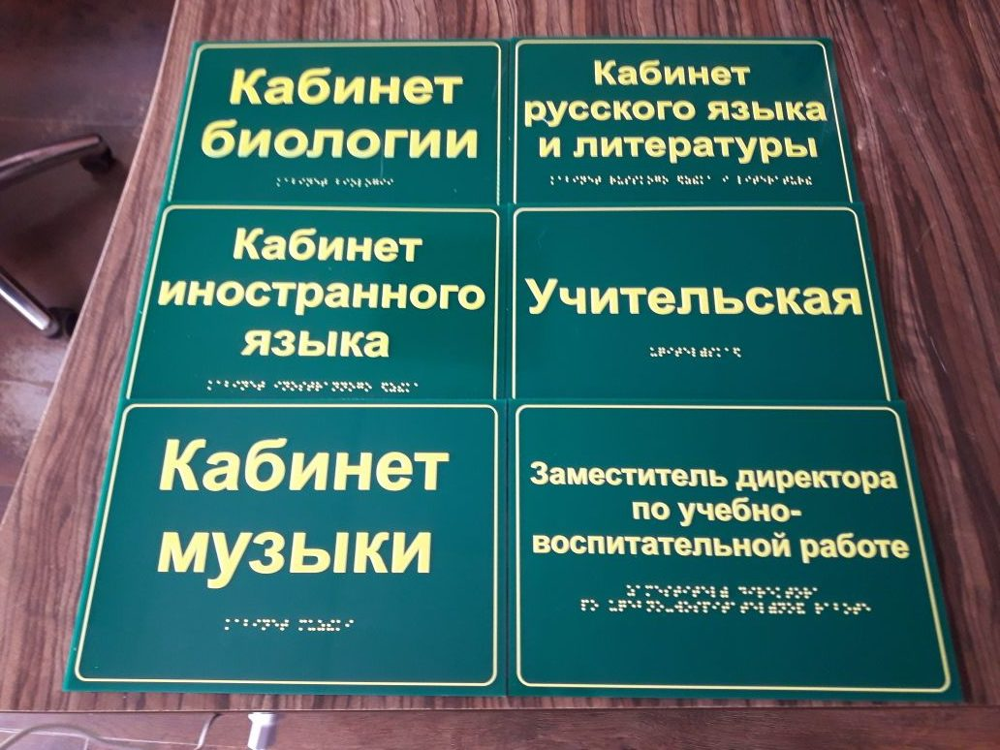 Кабинет
биологии
Кабинет
русского языка
и литературы
Кабинет
иностранного
языка
Учительская
Кабинет
музыки
Заместитель директора
по учебно-
воспитательной работе